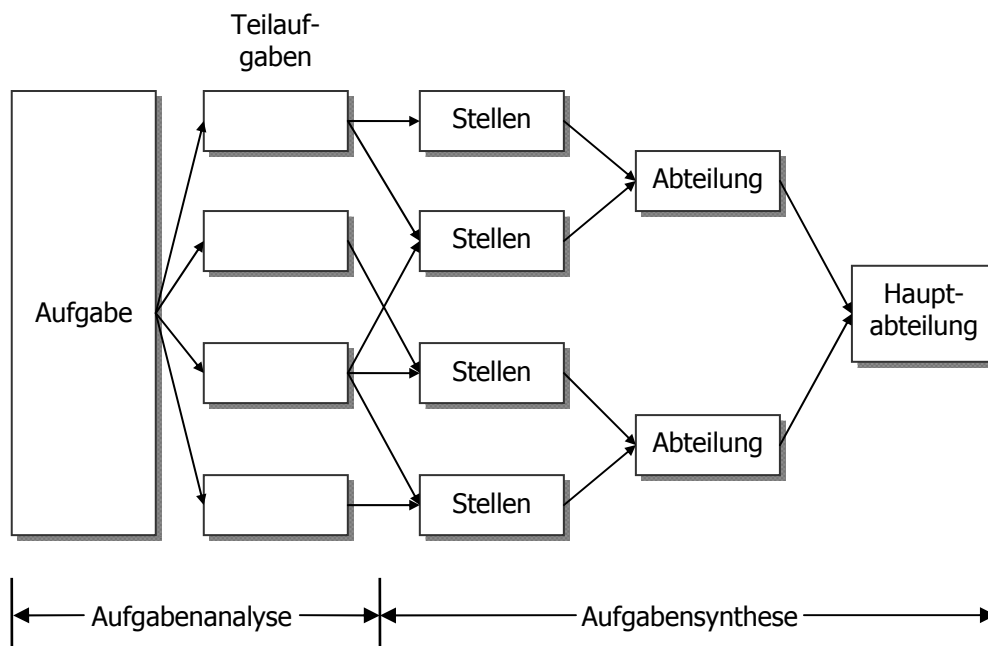 Teilauf-
gaben
Stellen
Abteilung
Stellen
Aufgabe
Haupt-
abteilung
Stellen
Abteilung
Stellen
Aufgabenanalyse
Aufgabensynthese